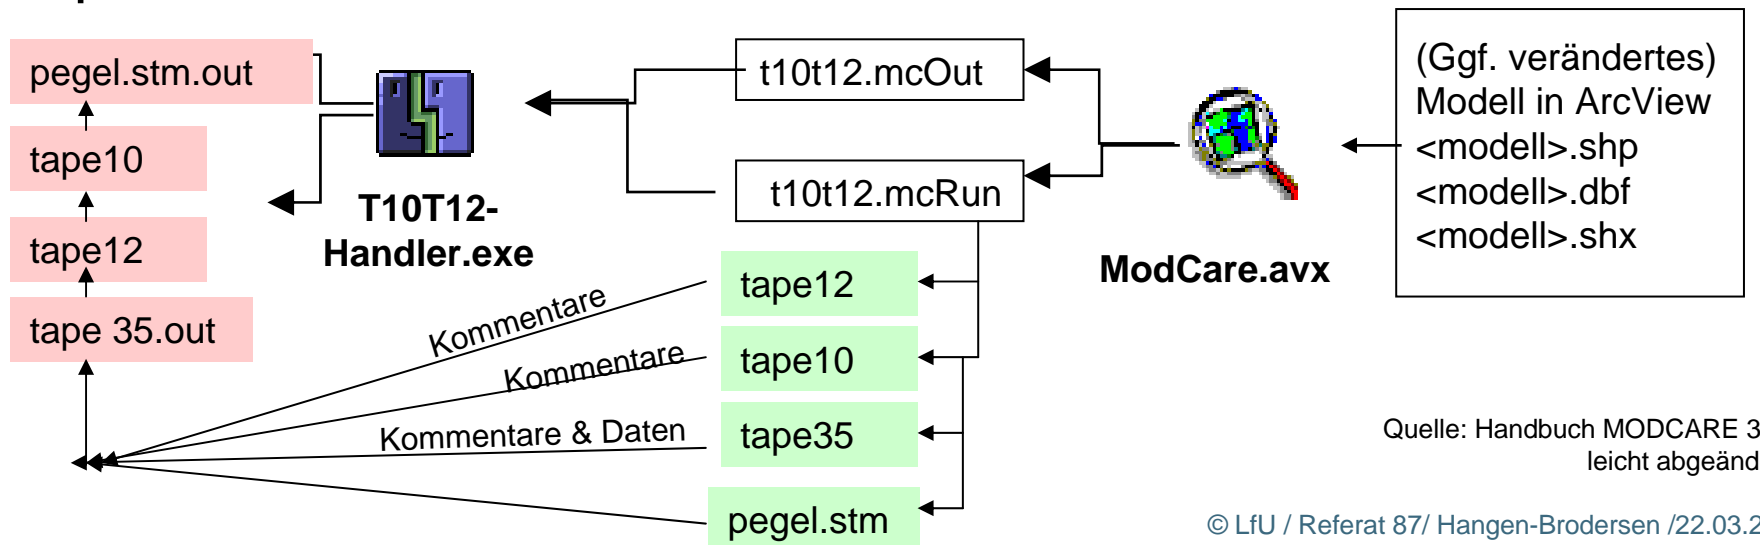 pegel.stm.out
tape10
tape12
tape 35.out
T10T12-
Handler.exe
t10t12.mcOut
t10t12.mcRun
tape12
tape10
tape35
pegel.stm
Kommentare
Kommentare
Kommentare & Daten
ModCare.avx
(Ggf. verändertes)
Modell in ArcView
<modell>.shp
<modell>.dbf
<modell>.shx
Quelle: Handbuch MODCARE 3
leicht abgeänd
© LfU / Referat 87/ Hangen-Brodersen /22.03.2